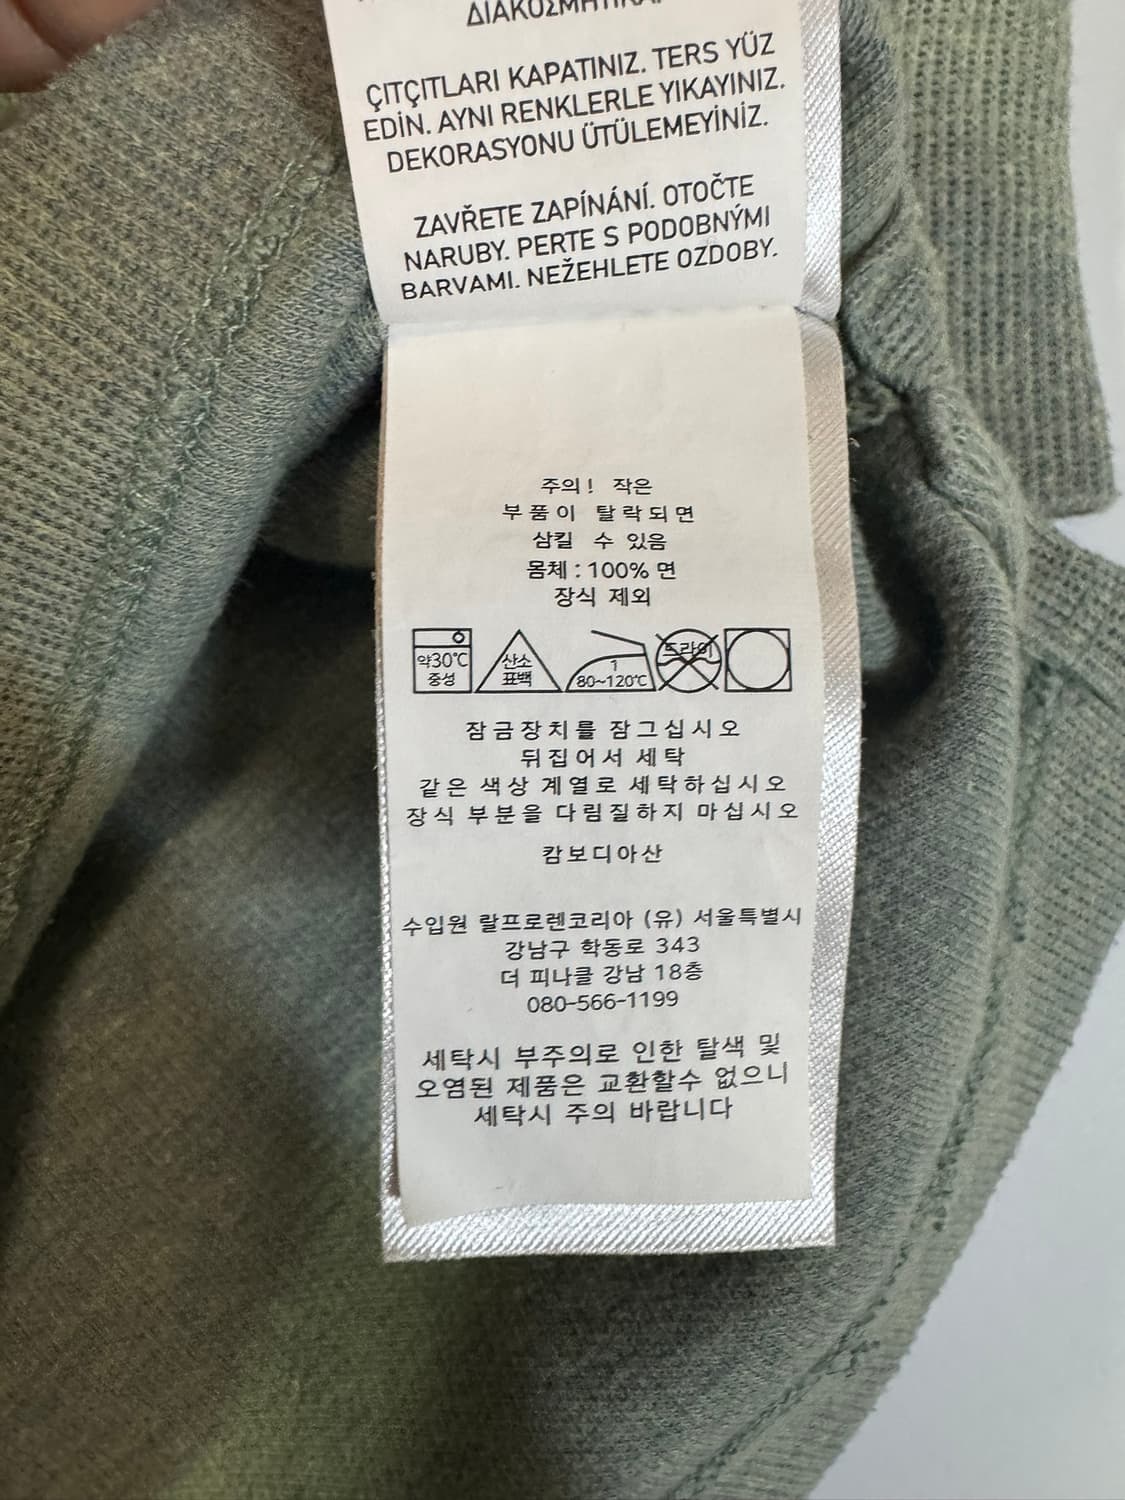 ΔΙΑΚΟΣΜΗΤΙΚΑ.
ÇITÇITLARI KAPATINIZ. TERS YÜZ
EDİN. AYNI RENKLERLE YIKAYINIZ.
DEKORASYONU ÜTÜLEMEYİNİZ.
ZAVŘETE ZAPÍNÁNÍ. OTOČTE
NARUBY. PERTE S PODOBNÝMI
BARVAMI. NEŽEHLETE OZDOBY.
주의! 작은
부품이 탈락되면
삼킬 수 있음
몸체 : 100% 면
장식 제외
약30℃
중성
산소
표백
1
80~120℃
드라이
잠금장치를 잠그십시오
뒤집어서 세탁
같은 색상 계열로 세탁하십시오
장식 부분을 다림질하지 마십시오
캄보디아산
수입원 랄프로렌코리아 (유) 서울특별시
강남구 학동로 343
더 피나클 강남 18층
080-566-1199
세탁시 부주의로 인한 탈색 및
오염된 제품은 교환할수 없으니
세탁시 주의 바랍니다